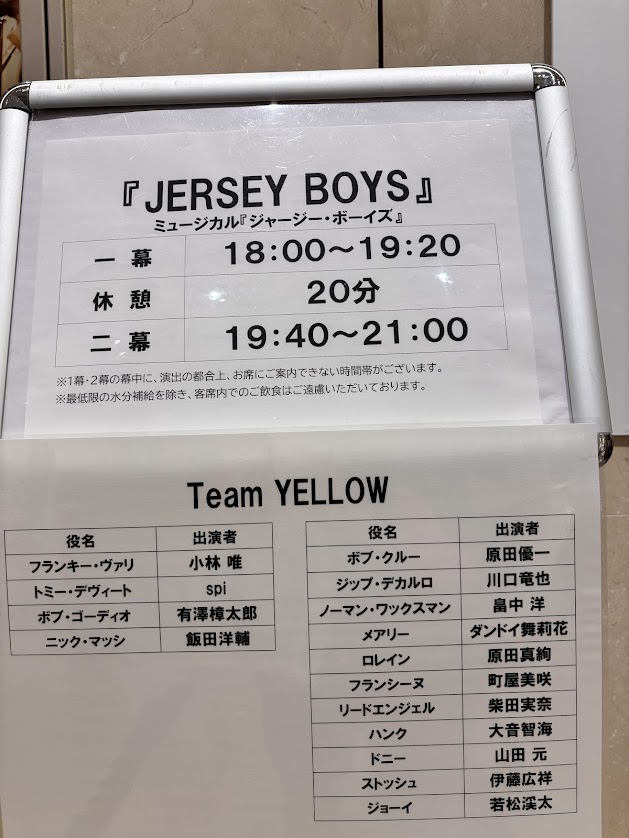 『JERSEY BOYS』
ミュージカル『ジャージー・ボーイズ』
一 幕 18:00～19:20
休 憩 20分
二 幕 19:40～21:00
※1幕・2幕の幕中に、演出の都合上、お席にご案内できない時間帯がございます。
※最低限の水分補給を除き、客席内でのご飲食はご遠慮いただいております。
Team YELLOW
役名 出演者
フランキー・ヴァリ 小林 唯
トミー・デヴィート spi
ボブ・ゴーディオ 有澤樟太郎
ニック・マッシ 飯田洋輔
役名 出演者
ボブ・クルー 原田優一
ジップ・デカルロ 川口竜也
ノーマン・ワックスマン 畠中 洋
メアリー ダンドイ舞莉花
ロレイン 原田真絢
フランシーヌ 町屋美咲
リードエンジェル 柴田実奈
ハンク 大音智海
ドニー 山田 元
ストッシュ 伊藤広祥
ジョーイ 若松渓太